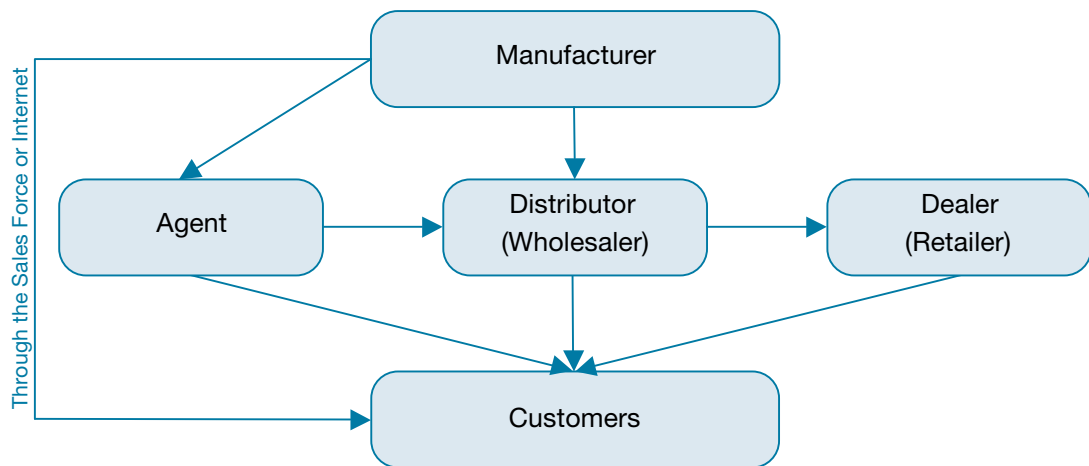 Manufacturer
Through the Sales Force or Internet
Agent
Distributor
(Wholesaler)
Dealer
(Retailer)
Customers